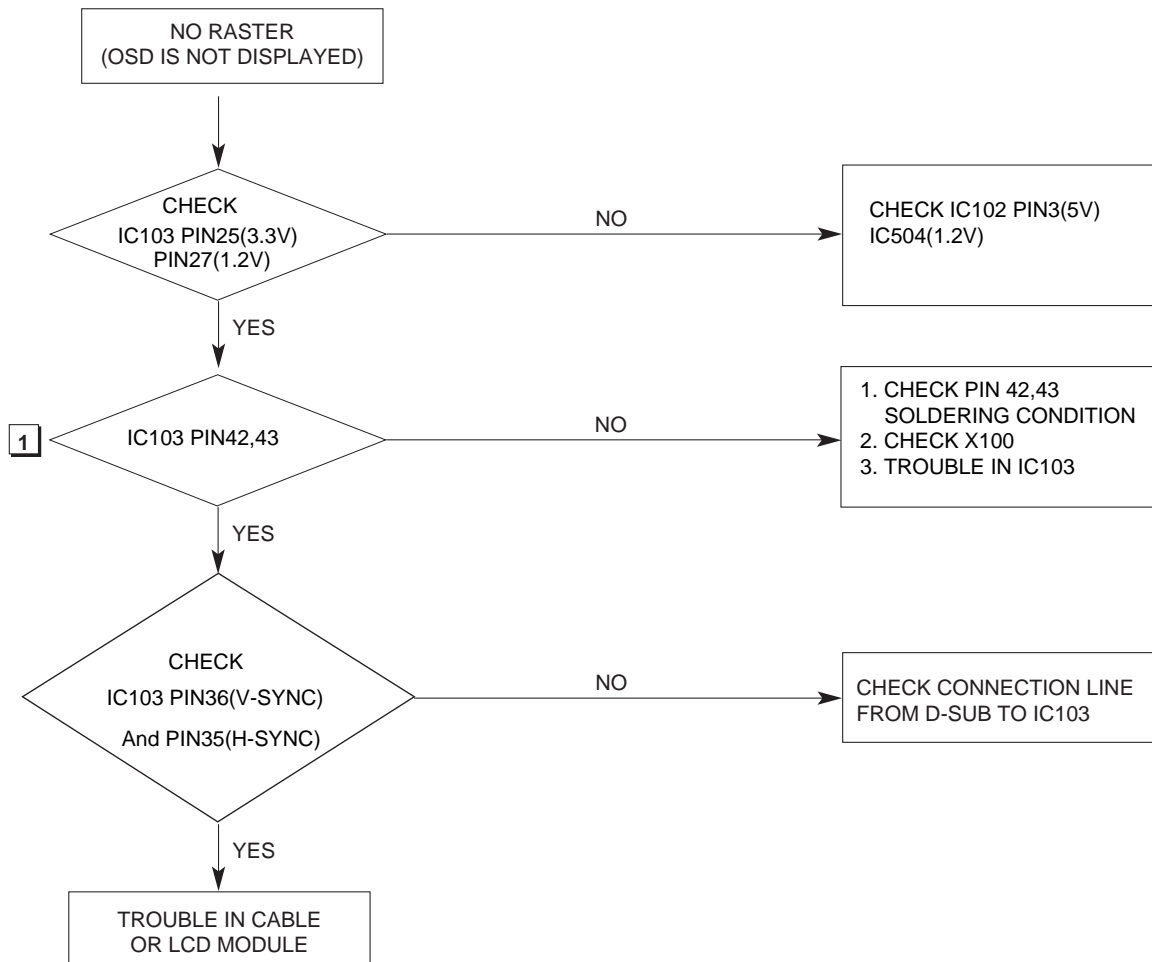 NO RASTER
(OSD IS NOT DISPLAYED)
CHECK
IC103 PIN25(3.3V)
PIN27(1.2V)
NO
CHECK IC102 PIN3(5V)
IC504(1.2V)
YES
1
IC103 PIN42,43
NO
1. CHECK PIN 42,43
SOLDERING CONDITION
2. CHECK X100
3. TROUBLE IN IC103
YES
CHECK
IC103 PIN36(V-SYNC)
And PIN35(H-SYNC)
NO
CHECK CONNECTION LINE
FROM D-SUB TO IC103
YES
TROUBLE IN CABLE
OR LCD MODULE